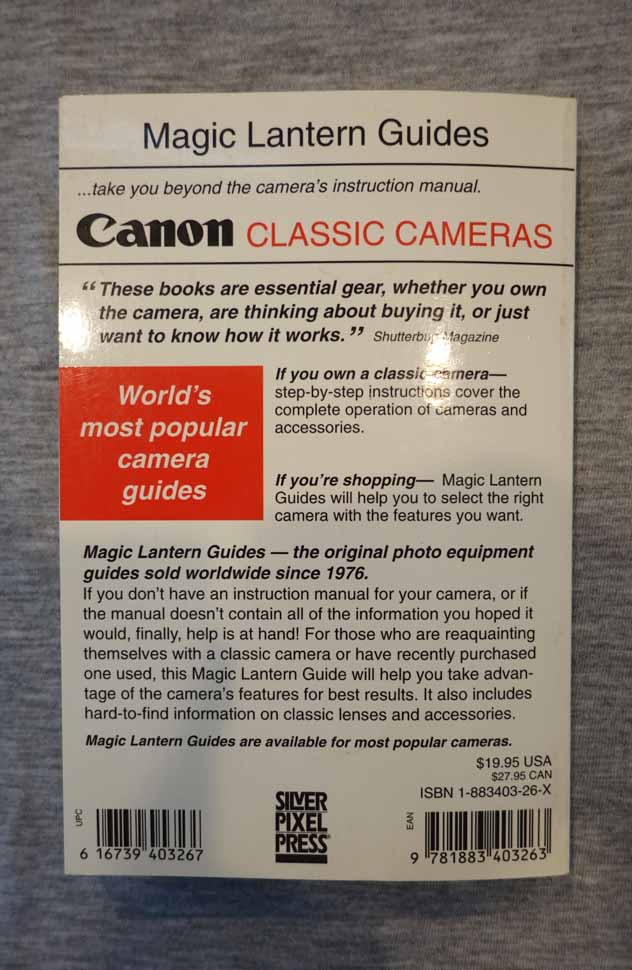 Magic Lantern Guides
...take you beyond the camera's instruction manual.
Canon CLASSIC CAMERAS
“These books are essential gear, whether you own
the camera, are thinking about buying it, or just
want to know how it works.” Shutterbug Magazine
World's
most popular
camera
guides
If you own a classic camera—
step-by-step instructions cover the
complete operation of cameras and
accessories.
If you're shopping— Magic Lantern
Guides will help you to select the right
camera with the features you want.
Magic Lantern Guides — the original photo equipment
guides sold worldwide since 1976.
If you don't have an instruction manual for your camera, or if
the manual doesn't contain all of the information you hoped it
would, finally, help is at hand! For those who are reaquainting
themselves with a classic camera or have recently purchased
one used, this Magic Lantern Guide will help you take advan-
tage of the camera's features for best results. It also includes
hard-to-find information on classic lenses and accessories.
Magic Lantern Guides are available for most popular cameras.
$19.95 USA
$27.95 CAN
ISBN 1-883403-26-X
UPC
6 16739 403267
SILVER
PIXEL
PRESS®
EAN
9 781883 403263